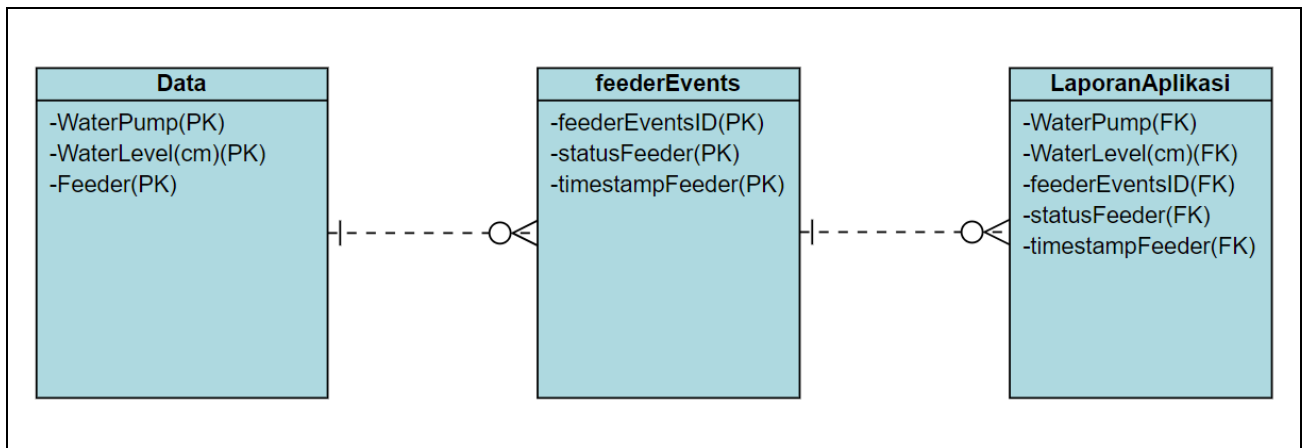 Data
-WaterPump(PK)
-WaterLevel(cm)(PK)
-Feeder(PK)
feederEvents
-feederEventsID(PK)
-statusFeeder(PK)
-timestampFeeder(PK)
LaporanAplikasi
-WaterPump(FK)
-WaterLevel(cm)(FK)
-feederEventsID(FK)
-statusFeeder(FK)
-timestampFeeder(FK)